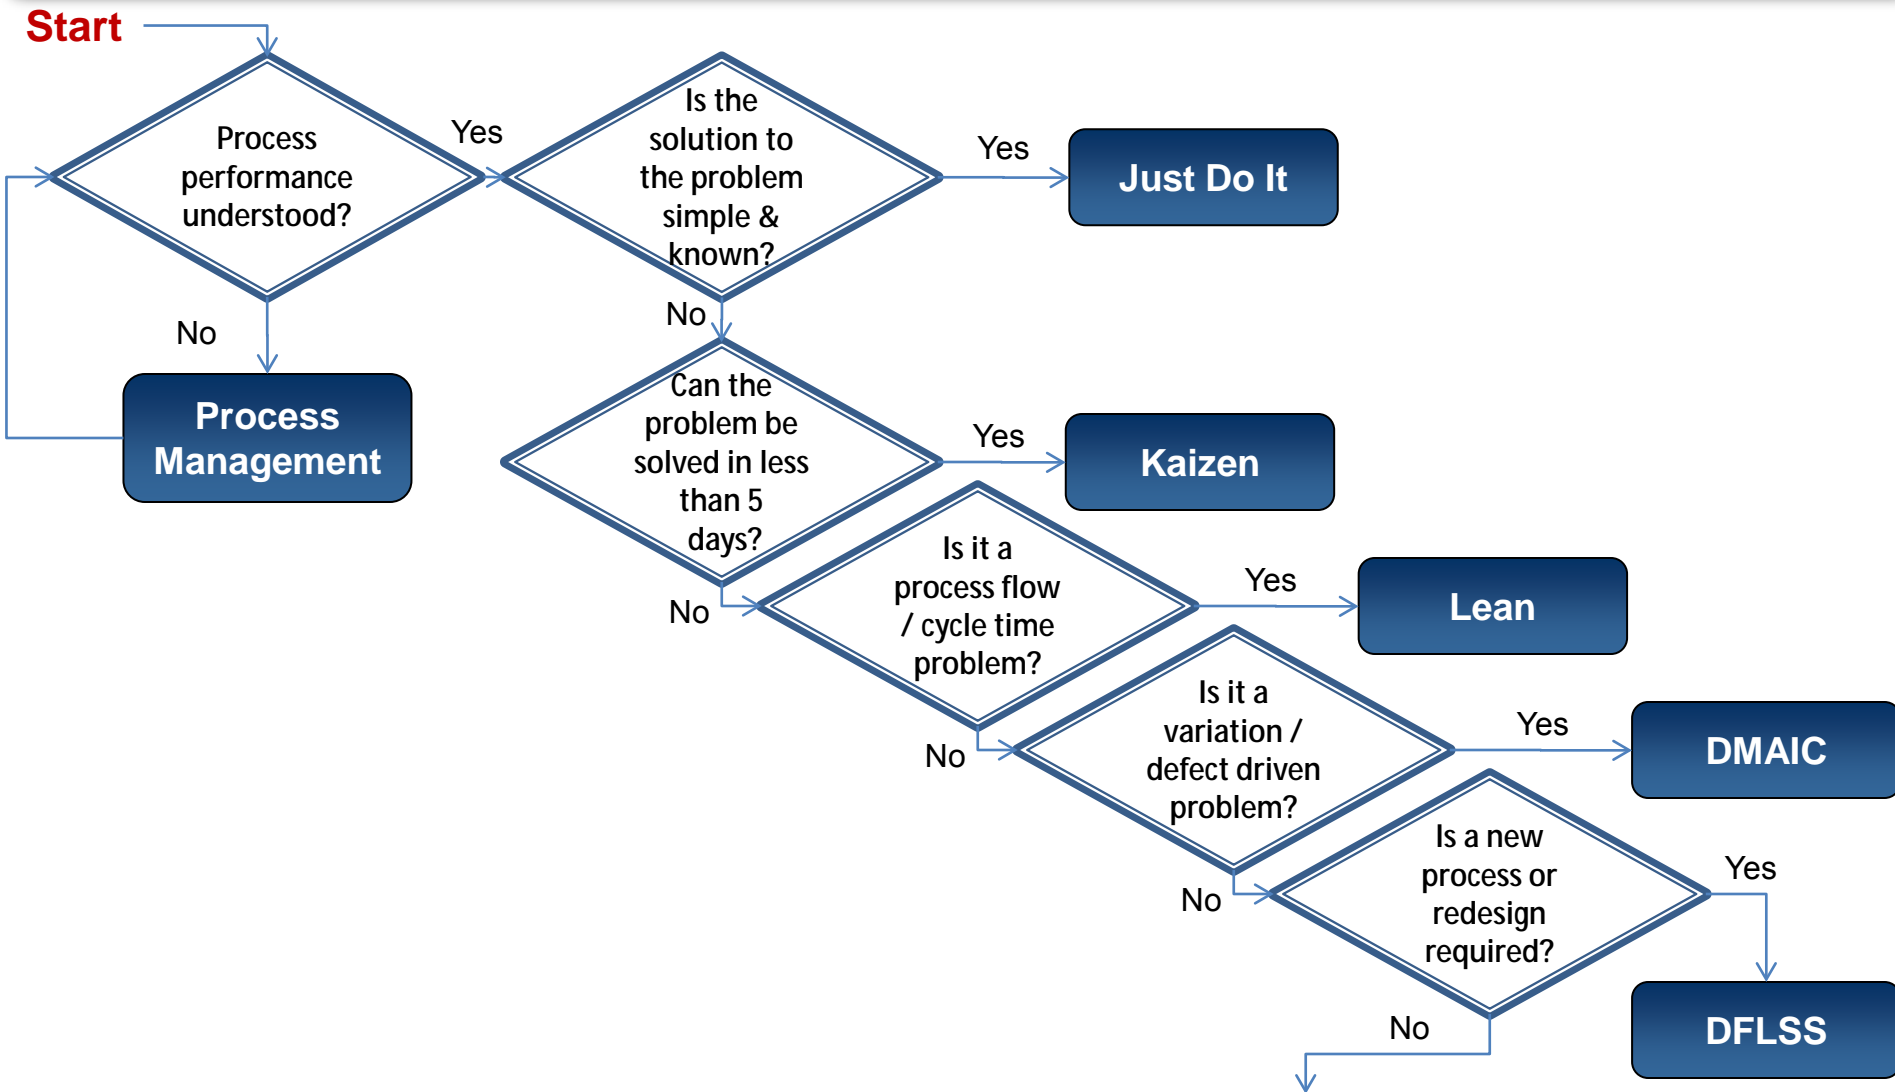 Start
Process
performance
understood?
Yes
Is the
solution to
the problem
simple &
known?
Yes
Just Do It
No
Process
Management
No
Can the
problem be
solved in less
than 5
days?
Yes
Kaizen
No
Is it a
process flow
/ cycle time
problem?
Yes
Lean
No
Is it a
variation /
defect driven
problem?
Yes
DMAIC
No
Is a new
process or
redesign
required?
Yes
DFLSS
No